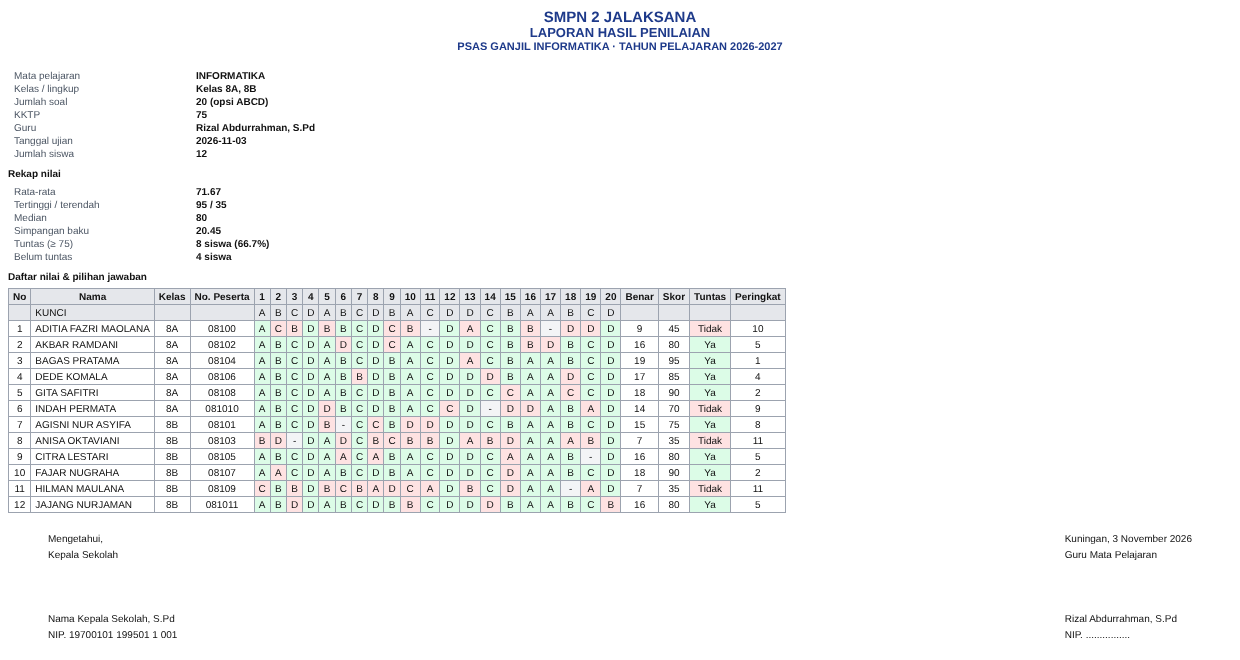 SMPN 2 JALAKSANA
LAPORAN HASIL PENILAIAN
PSAS GANJIL INFORMATIKA · TAHUN PELAJARAN 2026-2027
Mata pelajaran INFORMATIKA
Kelas / lingkup Kelas 8A, 8B
Jumlah soal 20 (opsi ABCD)
KKTP 75
Guru Rizal Abdurrahman, S.Pd
Tanggal ujian 2026-11-03
Jumlah siswa 12
Rekap nilai
Rata-rata 71.67
Tertinggi / terendah 95 / 35
Median 80
Simpangan baku 20.45
Tuntas (≥ 75) 8 siswa (66.7%)
Belum tuntas 4 siswa
Daftar nilai & pilihan jawaban
No Nama Kelas No. Peserta 1 2 3 4 5 6 7 8 9 10 11 12 13 14 15 16 17 18 19 20 Benar Skor Tuntas Peringkat
KUNCI A B C D A B C D B A C D D C B A A B C D
1 ADITIA FAZRI MAOLANA 8A 08100 A C B D B B C D C B - D A C B B - D D D 9 45 Tidak 10
2 AKBAR RAMDANI 8A 08102 A B C D A D C D C A C D D C B B D B C D 16 80 Ya 5
3 BAGAS PRATAMA 8A 08104 A B C D A B C D B A C D A C B A A B C D 19 95 Ya 1
4 DEDE KOMALA 8A 08106 A B C D A B B D B A C D D D B A A D C D 17 85 Ya 4
5 GITA SAFITRI 8A 08108 A B C D A B C D B A C D D C C A A C C D 18 90 Ya 2
6 INDAH PERMATA 8A 081010 A B C D D B C D B A C C D - D D A B A D 14 70 Tidak 9
7 AGISNI NUR ASYIFA 8B 08101 A B C D B - C C B D D D D C B A A B C D 15 75 Ya 8
8 ANISA OKTAVIANI 8B 08103 B D - D A D C B C B B D A B D A A A B D 7 35 Tidak 11
9 CITRA LESTARI 8B 08105 A B C D A A C A B A C D D C A A A B - D 16 80 Ya 5
10 FAJAR NUGRAHA 8B 08107 A A C D A B C D B A C D D C D A A B C D 18 90 Ya 2
11 HILMAN MAULANA 8B 08109 C B B D B C B A D C A D B C D A A - A D 7 35 Tidak 11
12 JAJANG NURJAMAN 8B 081011 A B D D A B C D B B C D D D B A A B C B 16 80 Ya 5
Mengetahui,
Kepala Sekolah
Nama Kepala Sekolah, S.Pd
NIP. 19700101 199501 1 001
Kuningan, 3 November 2026
Guru Mata Pelajaran
Rizal Abdurrahman, S.Pd
NIP. ................